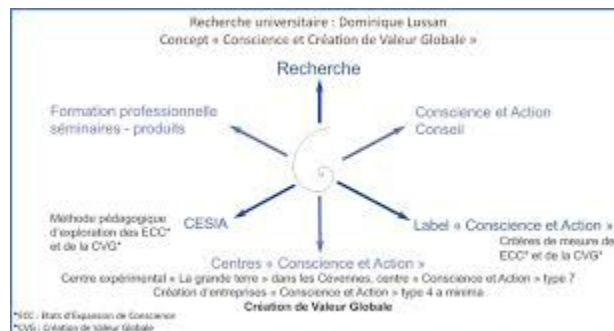 Recherche universitaire : Dominique Lussan
Concept « Conscience et Création de Valeur Globale »
Recherche
Formation professionnelle
séminaires - produits
Conscience et Action
Conseil
Méthode pédagogique
d'exploration des ECC*
et de la CVG*
CESIA
Label « Conscience et Action »
Critères de mesure de
ECC* et de la CVG*
Centres « Conscience et Action »
Centre expérimental « La grande terre » dans les Cévennes, centre « Conscience et Action » type 7
Création d'entreprises « Conscience et Action » type 4 a minima
Création de Valeur Globale
*ECC : Etats d'Expansion de Conscience
*CVG : Création de Valeur Globale